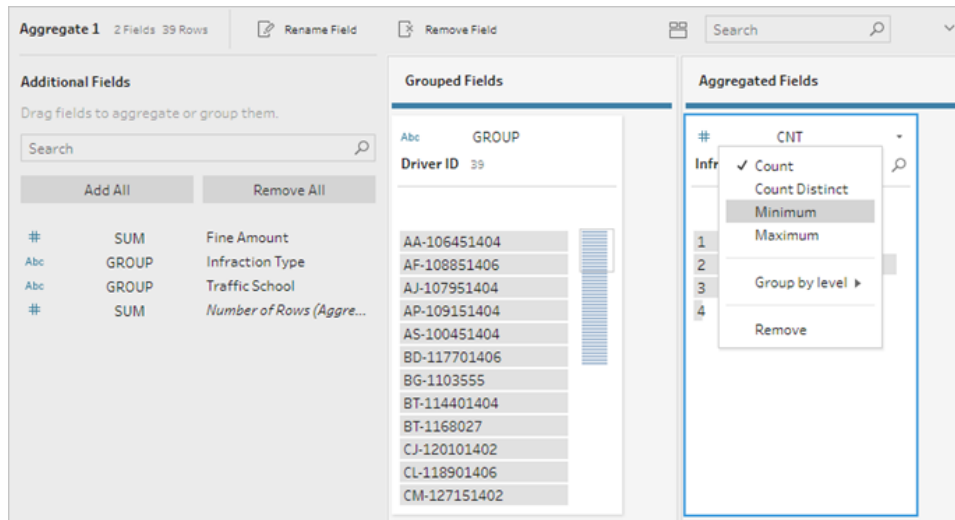 Aggregate 1 2 Fields 39 Rows
Rename Field
Remove Field
Search
Additional Fields
Drag fields to aggregate or group them.
Search
Add All
Remove All
# SUM Fine Amount
Abc GROUP Infraction Type
Abc GROUP Traffic School
# SUM Number of Rows (Aggre...
Grouped Fields
Abc GROUP
Driver ID 39
AA-106451404
AF-108851406
AJ-107951404
AP-109151404
AS-100451404
BD-117701406
BG-1103555
BT-114401404
BT-1168027
CJ-120101402
CL-118901406
CM-127151402
Aggregated Fields
# CNT
Infr
✓ Count
Count Distinct
Minimum
Maximum
Group by level
Remove
1
2
3
4